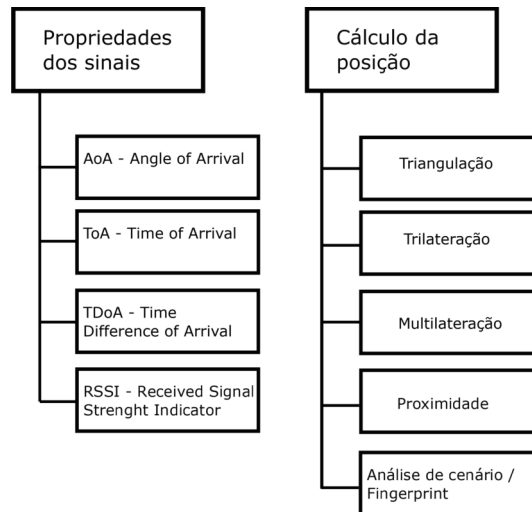 Propriedades
dos sinais
AoA - Angle of Arrival
ToA - Time of Arrival
TDoA - Time
Difference of Arrival
RSSI - Received Signal
Strenght Indicator
Cálculo da
posição
Triangulação
Trilateração
Multilateração
Proximidade
Análise de cenário /
Fingerprint